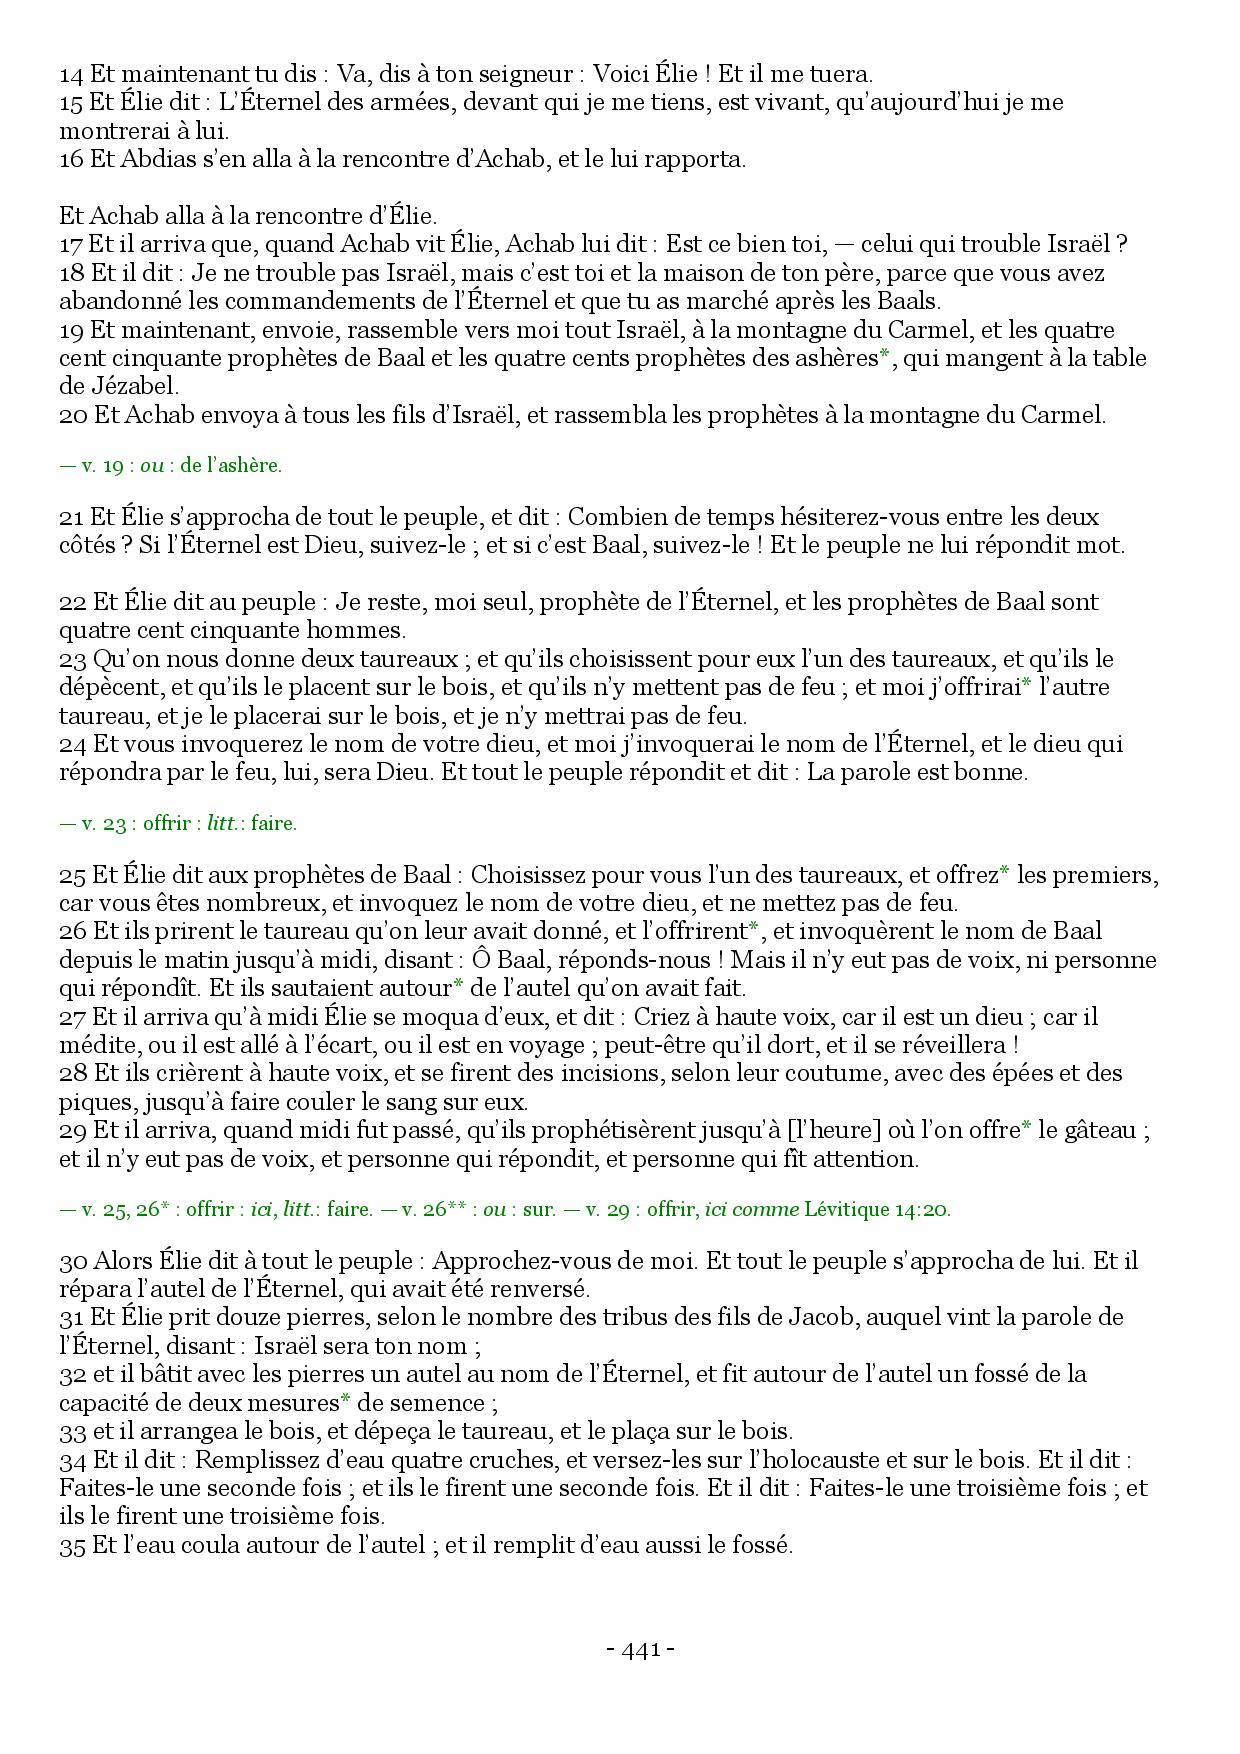 14 Et maintenant tu dis : Va, dis à ton seigneur : Voici Élie ! Et il me tuera.
15 Et Élie dit : L’Éternel des armées, devant qui je me tiens, est vivant, qu’aujourd’hui je me
montrerai à lui.
16 Et Abdias s’en alla à la rencontre d’Achab, et le lui rapporta.
Et Achab alla à la rencontre d’Élie.
17 Et il arriva que, quand Achab vit Élie, Achab lui dit : Est ce bien toi, — celui qui trouble Israël ?
18 Et il dit : Je ne trouble pas Israël, mais c’est toi et la maison de ton père, parce que vous avez
abandonné les commandements de l’Éternel et que tu as marché après les Baals.
19 Et maintenant, envoie, rassemble vers moi tout Israël, à la montagne du Carmel, et les quatre
cent cinquante prophètes de Baal et les quatre cents prophètes des ashères*, qui mangent à la table
de Jézabel.
20 Et Achab envoya à tous les fils d’Israël, et rassembla les prophètes à la montagne du Carmel.
— v. 19 : ou : de l’ashère.
21 Et Élie s’approcha de tout le peuple, et dit : Combien de temps hésiterez-vous entre les deux
côtés ? Si l’Éternel est Dieu, suivez-le ; et si c’est Baal, suivez-le ! Et le peuple ne lui répondit mot.
22 Et Élie dit au peuple : Je reste, moi seul, prophète de l’Éternel, et les prophètes de Baal sont
quatre cent cinquante hommes.
23 Qu’on nous donne deux taureaux ; et qu’ils choisissent pour eux l’un des taureaux, et qu’ils le
dépècent, et qu’ils le placent sur le bois, et qu’ils n’y mettent pas de feu ; et moi j’offrirai* l’autre
taureau, et je le placerai sur le bois, et je n’y mettrai pas de feu.
24 Et vous invoquerez le nom de votre dieu, et moi j’invoquerai le nom de l’Éternel, et le dieu qui
répondra par le feu, lui, sera Dieu. Et tout le peuple répondit et dit : La parole est bonne.
— v. 23 : offrir : litt.: faire.
25 Et Élie dit aux prophètes de Baal : Choisissez pour vous l’un des taureaux, et offrez* les premiers,
car vous êtes nombreux, et invoquez le nom de votre dieu, et ne mettez pas de feu.
26 Et ils prirent le taureau qu’on leur avait donné, et l’offrirent*, et invoquèrent le nom de Baal
depuis le matin jusqu’à midi, disant : Ô Baal, réponds-nous ! Mais il n’y eut pas de voix, ni personne
qui répondît. Et ils sautaient autour* de l’autel qu’on avait fait.
27 Et il arriva qu’à midi Élie se moqua d’eux, et dit : Criez à haute voix, car il est un dieu ; car il
médite, ou il est allé à l’écart, ou il est en voyage ; peut-être qu’il dort, et il se réveillera !
28 Et ils crièrent à haute voix, et se firent des incisions, selon leur coutume, avec des épées et des
piques, jusqu’à faire couler le sang sur eux.
29 Et il arriva, quand midi fut passé, qu’ils prophétisèrent jusqu’à [l’heure] où l’on offre* le gâteau ;
et il n’y eut pas de voix, et personne qui répondit, et personne qui fît attention.
— v. 25, 26* : offrir : ici, litt.: faire. — v. 26** : ou : sur. — v. 29 : offrir, ici comme Lévitique 14:20.
30 Alors Élie dit à tout le peuple : Approchez-vous de moi. Et tout le peuple s’approcha de lui. Et il
répara l’autel de l’Éternel, qui avait été renversé.
31 Et Élie prit douze pierres, selon le nombre des tribus des fils de Jacob, auquel vint la parole de
l’Éternel, disant : Israël sera ton nom ;
32 et il bâtit avec les pierres un autel au nom de l’Éternel, et fit autour de l’autel un fossé de la
capacité de deux mesures* de semence ;
33 et il arrangea le bois, et dépeça le taureau, et le plaça sur le bois.
34 Et il dit : Remplissez d’eau quatre cruches, et versez-les sur l’holocauste et sur le bois. Et il dit :
Faites-le une seconde fois ; et ils le firent une seconde fois. Et il dit : Faites-le une troisième fois ; et
ils le firent une troisième fois.
35 Et l’eau coula autour de l’autel ; et il remplit d’eau aussi le fossé.
- 441 -